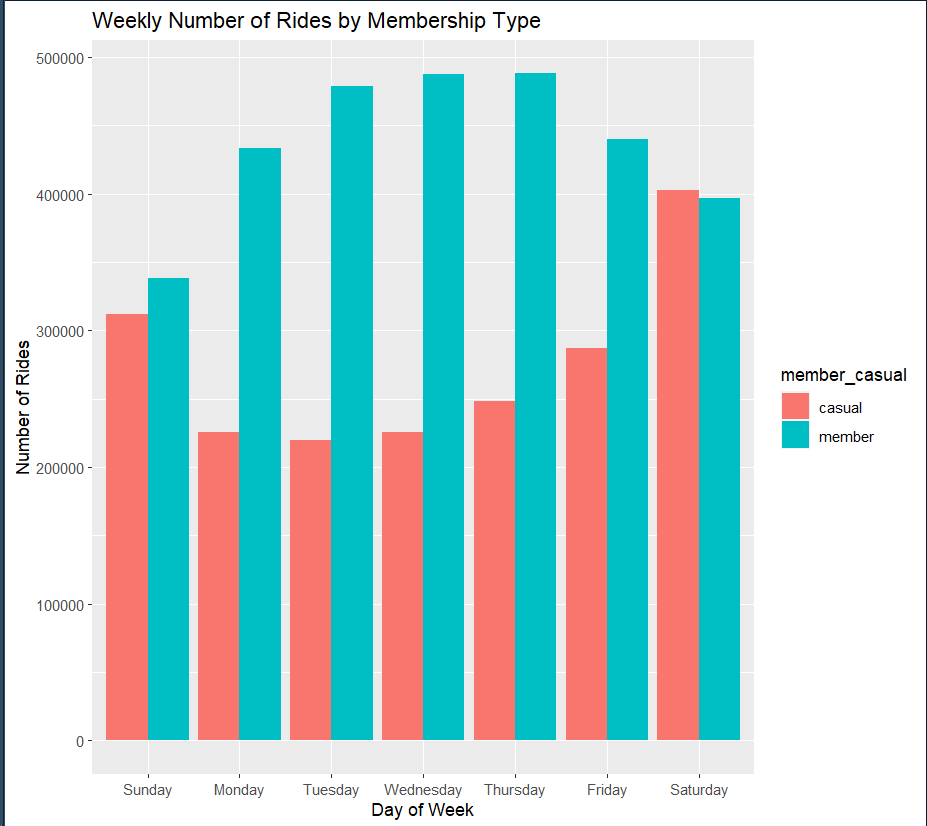 Weekly Number of Rides by Membership Type
Number of Rides
500000
400000
300000
200000
100000
0
Sunday Monday Tuesday Wednesday Thursday Friday Saturday
Day of Week
member_casual
casual
member